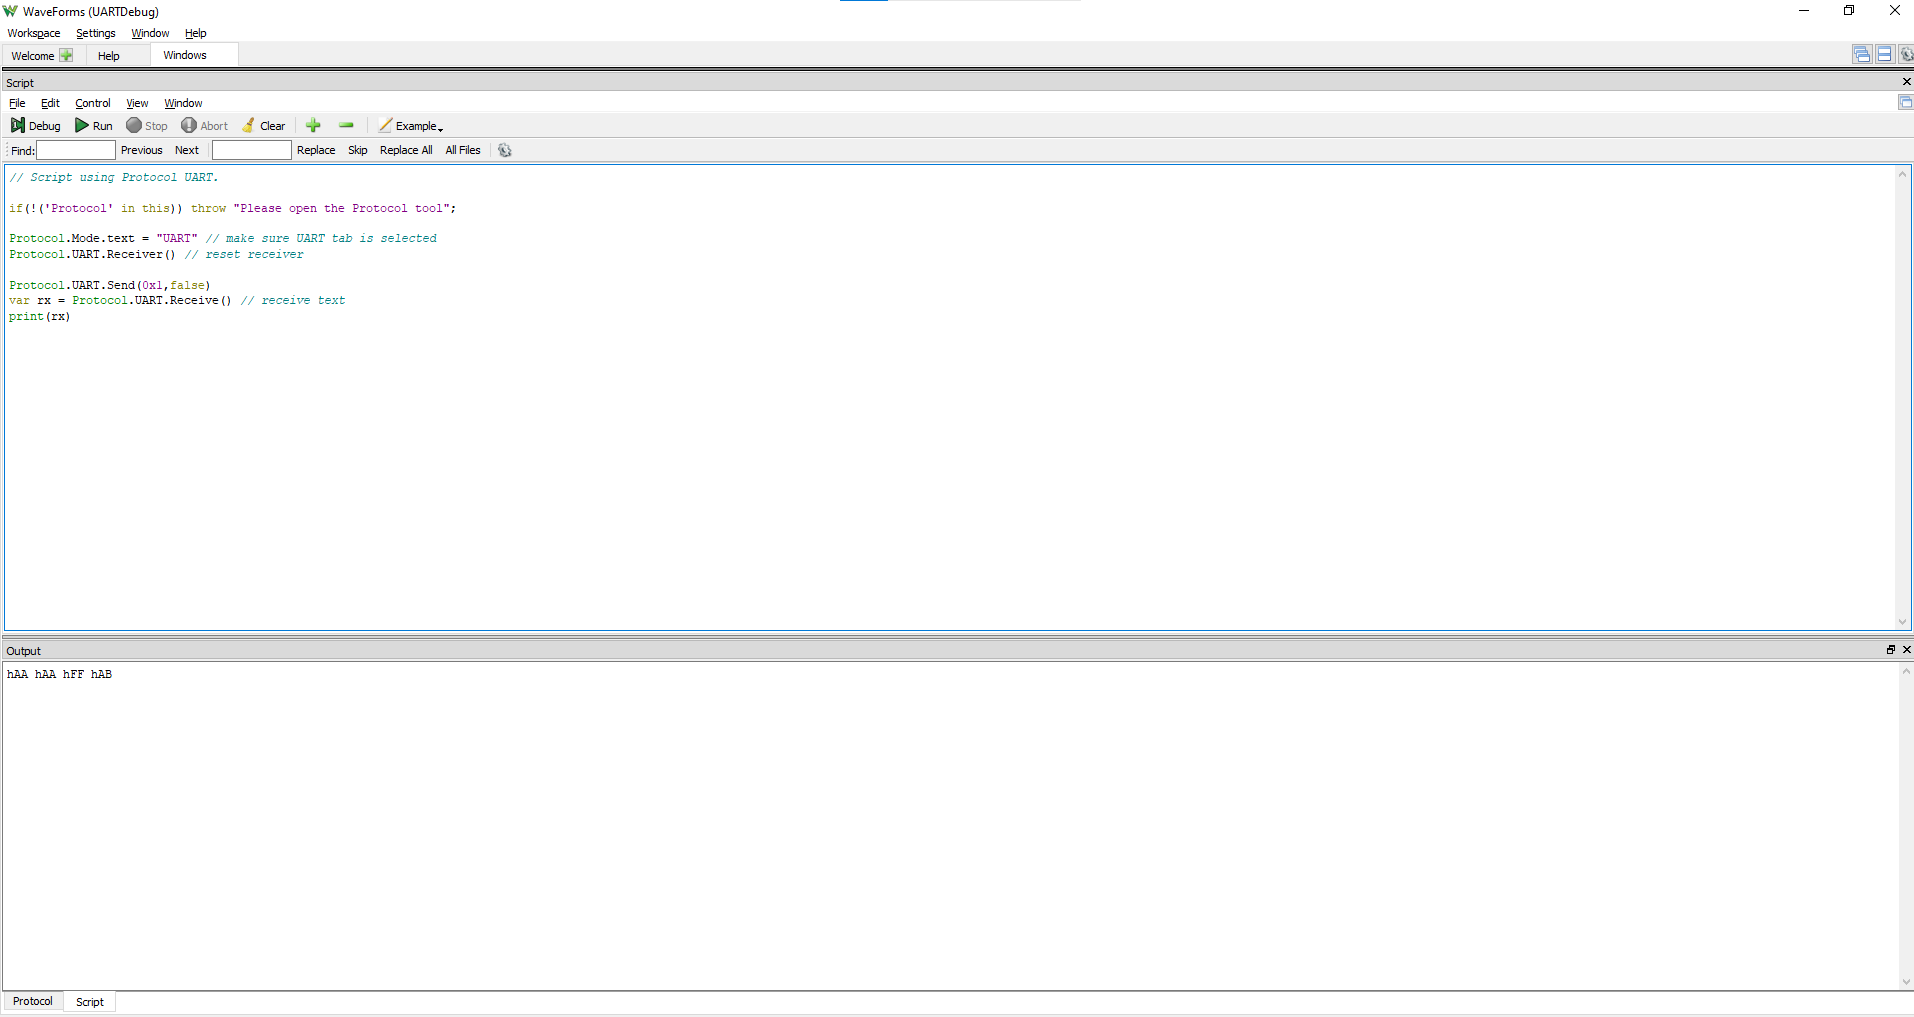 WaveForms (UARTDebug)
Workspace Settings Window Help
Welcome Help Windows
Script
File Edit Control View Window
Debug Run Stop Abort Clear Example
Find: Previous Next Replace Skip Replace All All Files
// Script using Protocol UART.
if(!('Protocol' in this)) throw "Please open the Protocol tool";
Protocol.Mode.text = "UART" // make sure UART tab is selected
Protocol.UART.Receiver() // reset receiver
Protocol.UART.Send(0x1,false)
var rx = Protocol.UART.Receive() // receive text
print(rx)
Output
hAA hAA hFF hAB
Protocol Script